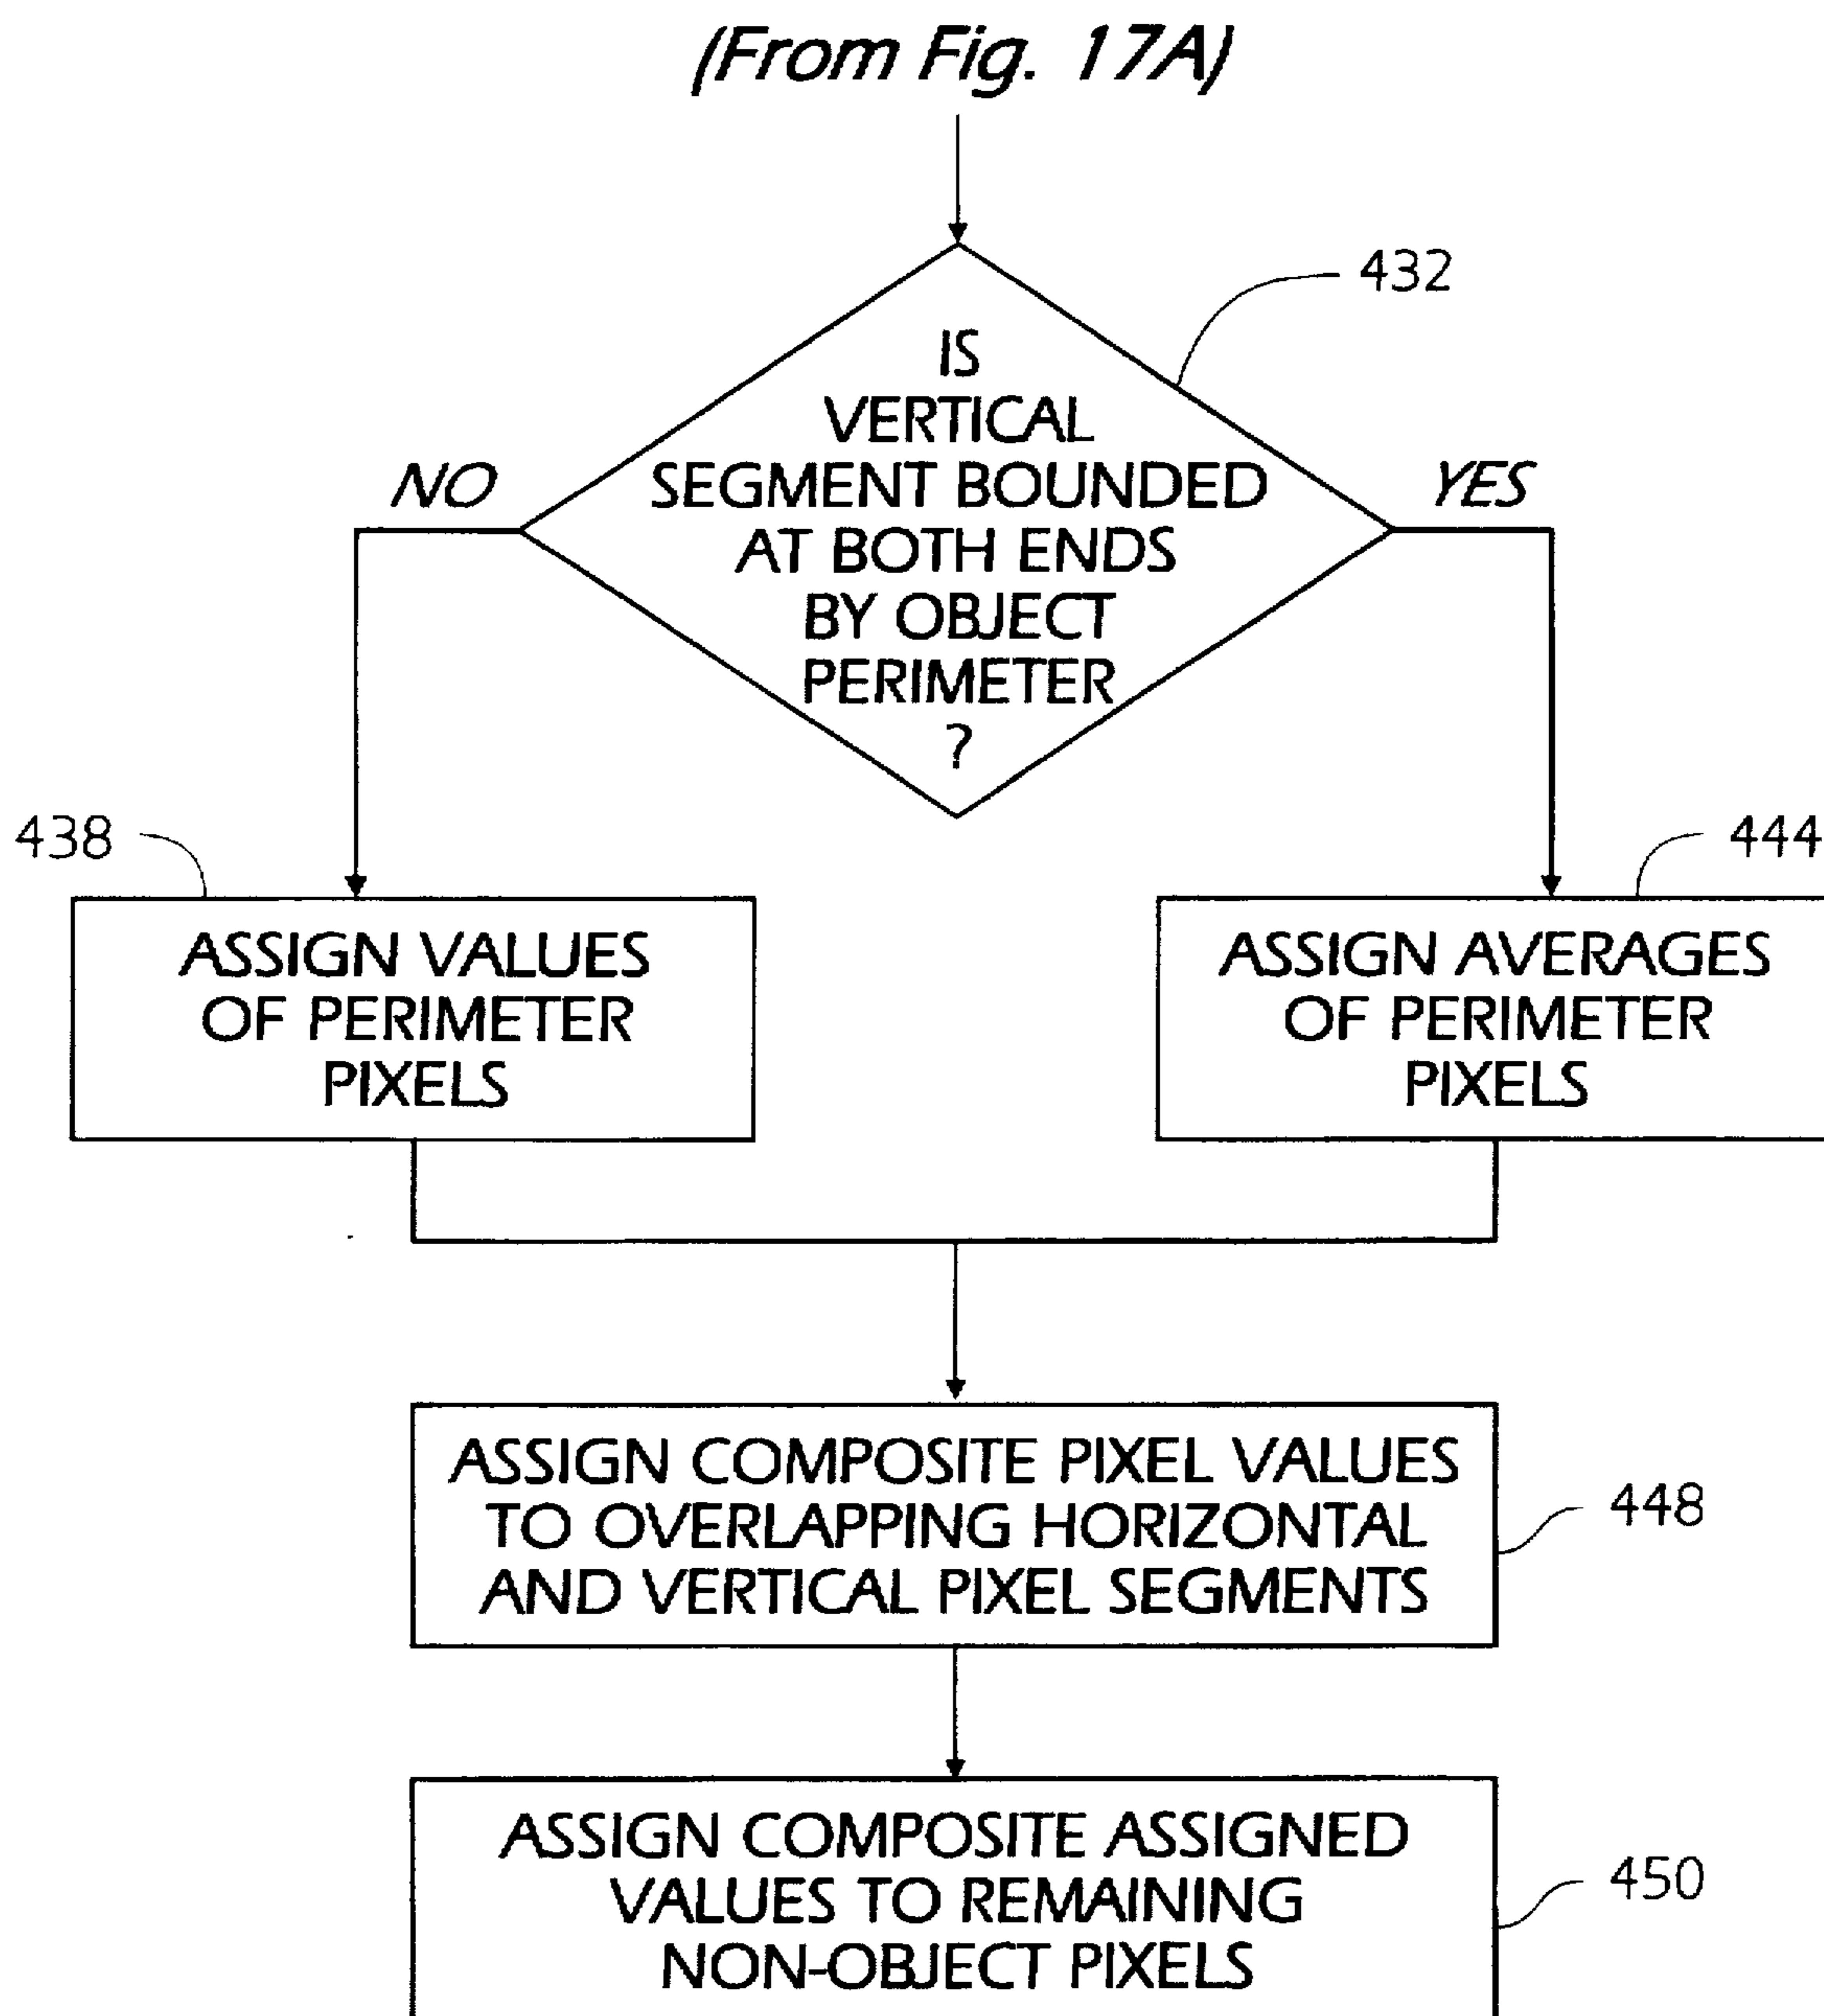 (From Fig. 17A)
432
IS
VERTICAL
SEGMENT BOUNDED
AT BOTH ENDS
BY OBJECT
PERIMETER
?
NO
YES
438
ASSIGN VALUES
OF PERIMETER
PIXELS
444
ASSIGN AVERAGES
OF PERIMETER
PIXELS
ASSIGN COMPOSITE PIXEL VALUES
TO OVERLAPPING HORIZONTAL
AND VERTICAL PIXEL SEGMENTS
448
ASSIGN COMPOSITE ASSIGNED
VALUES TO REMAINING
NON-OBJECT PIXELS
450